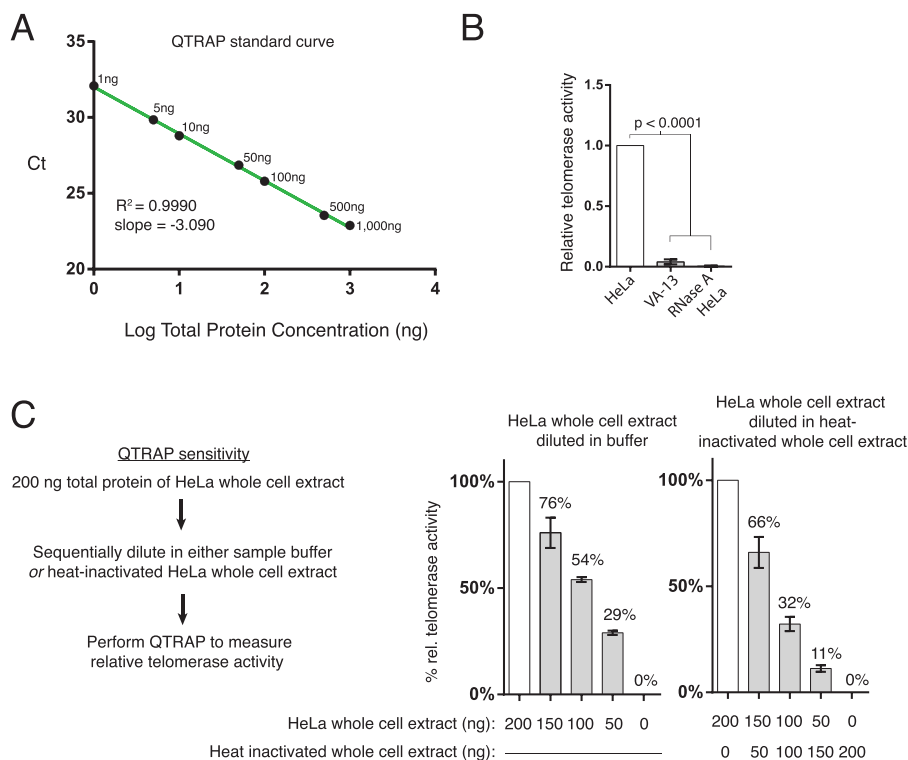 A
QTRAP standard curve
35
30
25
20
Ct
1ng
5ng
10ng
50ng
100ng
500ng
1,000ng
R² = 0.9990
slope = -3.090
0 1 2 3 4
Log Total Protein Concentration (ng)
B
Relative telomerase activity
1.5
1.0
0.5
0.0
p < 0.0001
HeLa
VA-13
RNase A
HeLa
C
QTRAP sensitivity
200 ng total protein of HeLa whole cell extract
Sequentially dilute in either sample buffer
or heat-inactivated HeLa whole cell extract
Perform QTRAP to measure
relative telomerase activity
HeLa whole cell extract
diluted in buffer
% rel. telomerase activity
100%
50%
0%
76%
54%
29%
0%
HeLa whole cell extract
diluted in heat-
inactivated whole cell extract
100%
50%
0%
66%
32%
11%
0%
HeLa whole cell extract (ng): 200 150 100 50 0 200 150 100 50 0
Heat inactivated whole cell extract (ng): 0 50 100 150 200